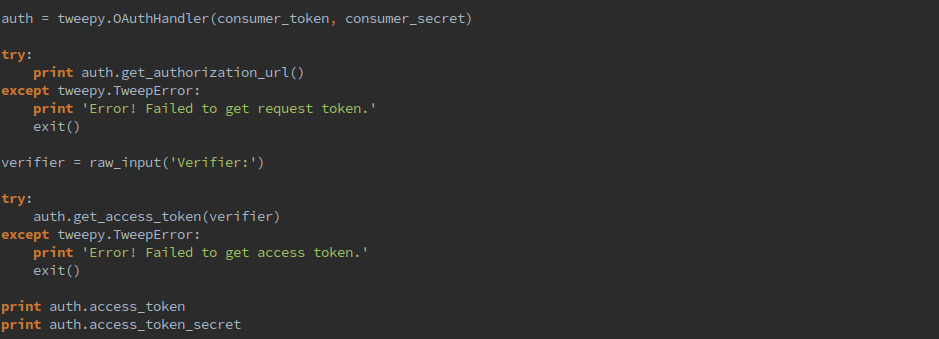 auth = tweepy.OAuthHandler(consumer_token, consumer_secret)
try:
    print auth.get_authorization_url()
except tweepy.TweepError:
    print 'Error! Failed to get request token.'
    exit()
verifier = raw_input('Verifier:')
try:
    auth.get_access_token(verifier)
except tweepy.TweepError:
    print 'Error! Failed to get access token.'
    exit()
print auth.access_token
print auth.access_token_secret